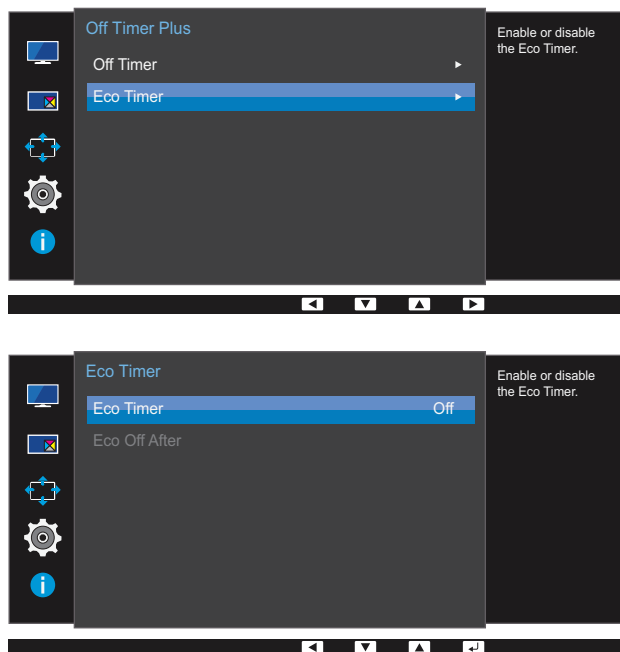 Off Timer Plus
Enable or disable
the Eco Timer.
Off Timer
Eco Timer
Eco Timer
Enable or disable
the Eco Timer.
Eco Timer Off
Eco Off After